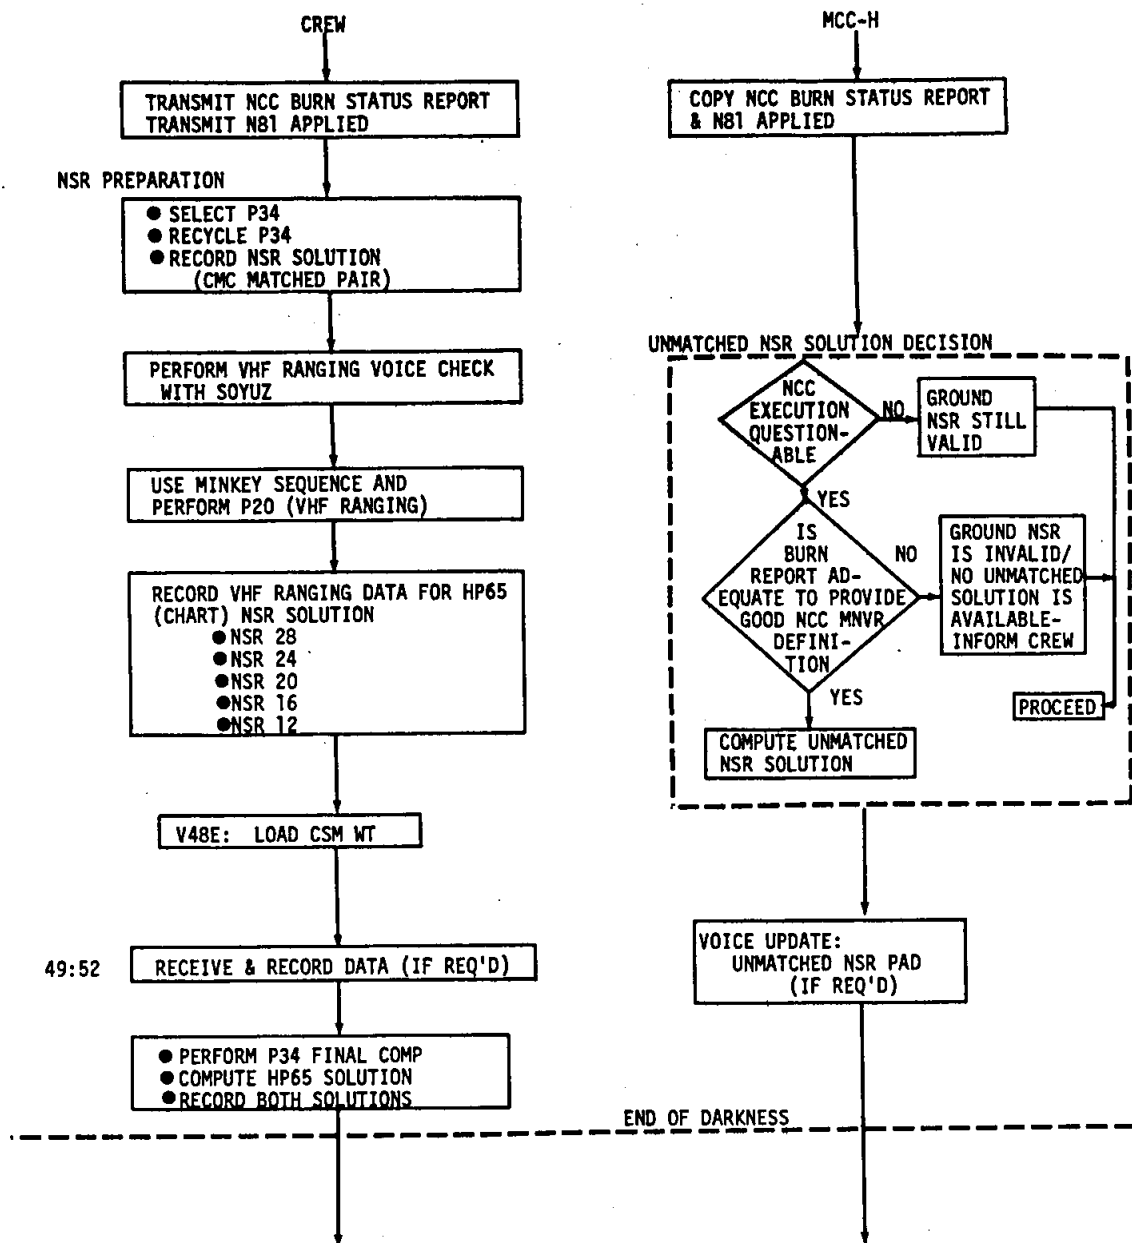 CREW
TRANSMIT NCC BURN STATUS REPORT
TRANSMIT N81 APPLIED
NSR PREPARATION
● SELECT P34
● RECYCLE P34
● RECORD NSR SOLUTION
(CMC MATCHED PAIR)
PERFORM VHF RANGING VOICE CHECK
WITH SOYUZ
USE MINKEY SEQUENCE AND
PERFORM P20 (VHF RANGING)
RECORD VHF RANGING DATA FOR HP65
(CHART) NSR SOLUTION
● NSR 28
● NSR 24
● NSR 20
● NSR 16
● NSR 12
V48E: LOAD CSM WT
49:52
RECEIVE & RECORD DATA (IF REQ'D)
● PERFORM P34 FINAL COMP
● COMPUTE HP65 SOLUTION
● RECORD BOTH SOLUTIONS
MCC-H
COPY NCC BURN STATUS REPORT
& N81 APPLIED
UNMATCHED NSR SOLUTION DECISION
NCC
EXECUTION
QUESTION-
ABLE
NO
GROUND
NSR STILL
VALID
YES
IS
BURN
REPORT AD-
EQUATE TO PROVIDE
GOOD NCC MNVR
DEFINI-
TION
NO
GROUND NSR
IS INVALID/
NO UNMATCHED
SOLUTION IS
AVAILABLE-
INFORM CREW
YES
PROCEED
COMPUTE UNMATCHED
NSR SOLUTION
VOICE UPDATE:
UNMATCHED NSR PAD
(IF REQ'D)
END OF DARKNESS